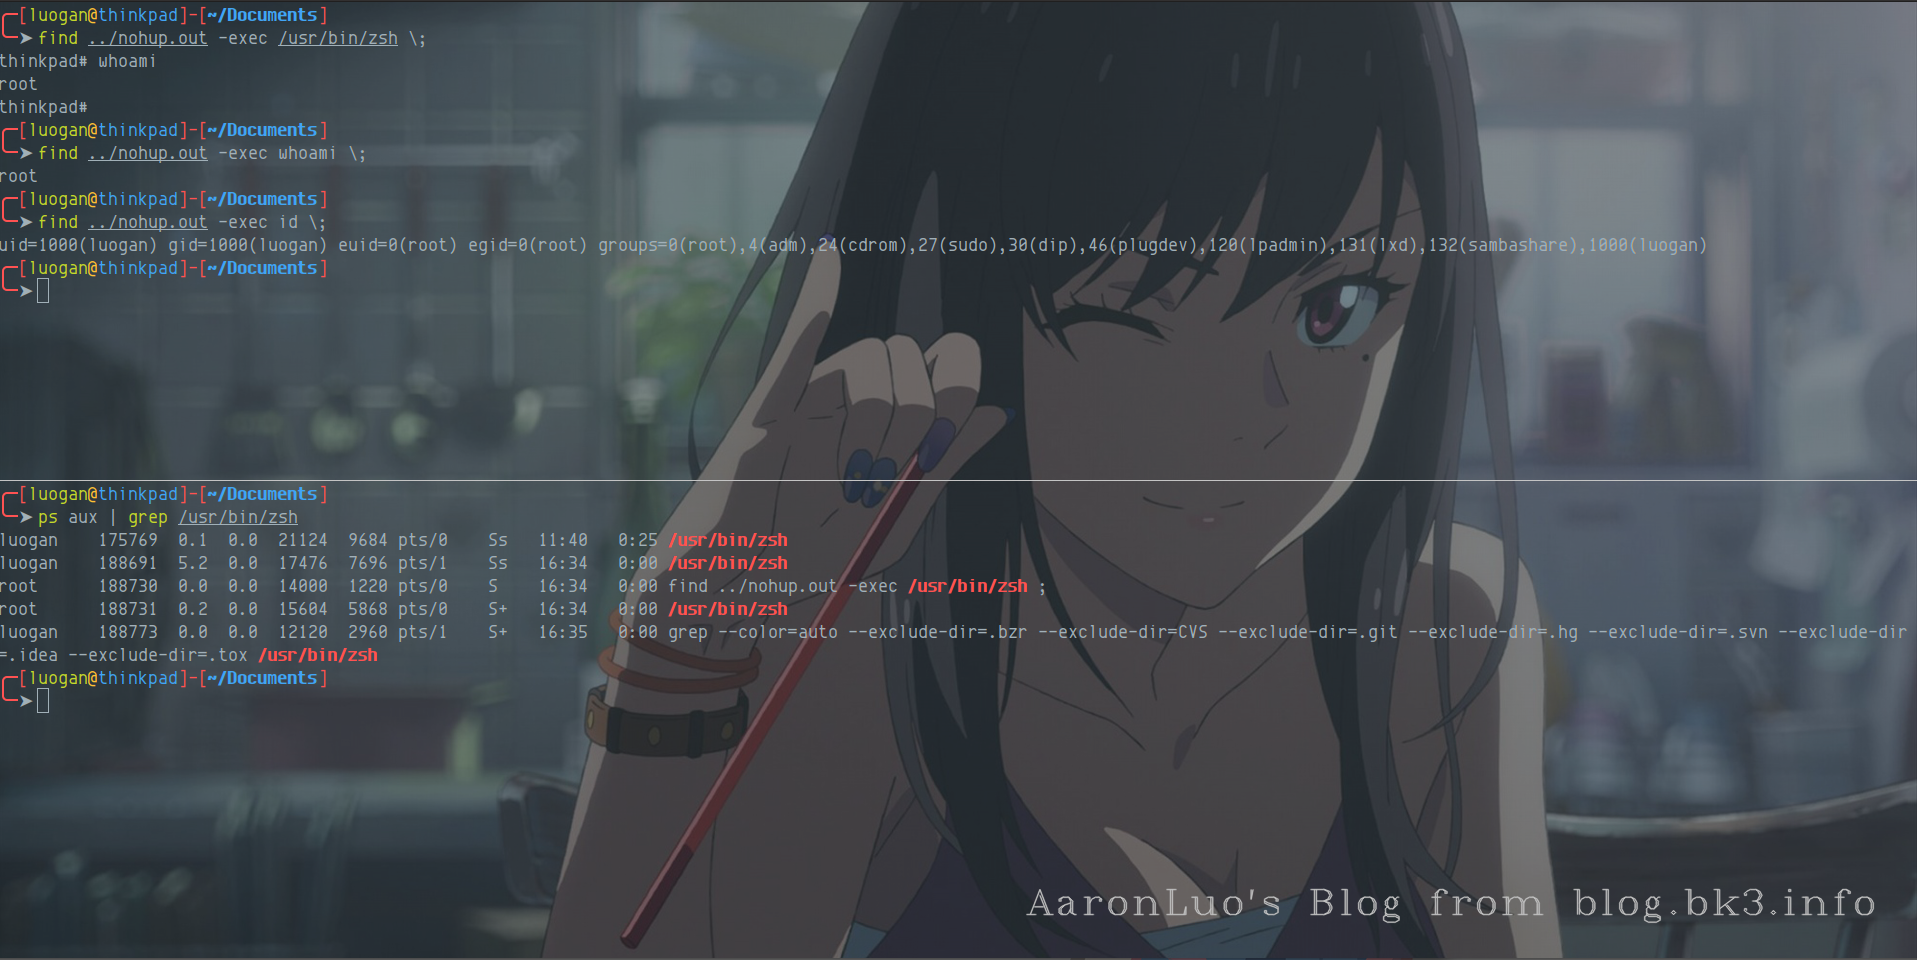 [luogan@thinkpad]-[~/Documents]
➤ find ../nohup.out -exec /usr/bin/zsh \;
thinkpad# whoami
root
thinkpad#
[luogan@thinkpad]-[~/Documents]
➤ find ../nohup.out -exec whoami \;
root
[luogan@thinkpad]-[~/Documents]
➤ find ../nohup.out -exec id \;
uid=1000(luogan) gid=1000(luogan) euid=0(root) egid=0(root) groups=0(root),4(adm),24(cdrom),27(sudo),30(dip),46(plugdev),120(lpadmin),131(lxd),132(sambashare),1000(luogan)
[luogan@thinkpad]-[~/Documents]
➤
[luogan@thinkpad]-[~/Documents]
➤ ps aux | grep /usr/bin/zsh
luogan 175769 0.1 0.0 21124 9684 pts/0 Ss 11:40 0:25 /usr/bin/zsh
luogan 188691 5.2 0.0 17476 7696 pts/1 Ss 16:34 0:00 /usr/bin/zsh
root 188730 0.0 0.0 14000 1220 pts/0 S 16:34 0:00 find ../nohup.out -exec /usr/bin/zsh ;
root 188731 0.2 0.0 15604 5868 pts/0 S+ 16:34 0:00 /usr/bin/zsh
luogan 188773 0.0 0.0 12120 2960 pts/1 S+ 16:35 0:00 grep --color=auto --exclude-dir=.bzr --exclude-dir=CVS --exclude-dir=.git --exclude-dir=.hg --exclude-dir=.svn --exclude-dir
=.idea --exclude-dir=.tox /usr/bin/zsh
[luogan@thinkpad]-[~/Documents]
➤
AaronLuo's Blog from blog.bk3.info